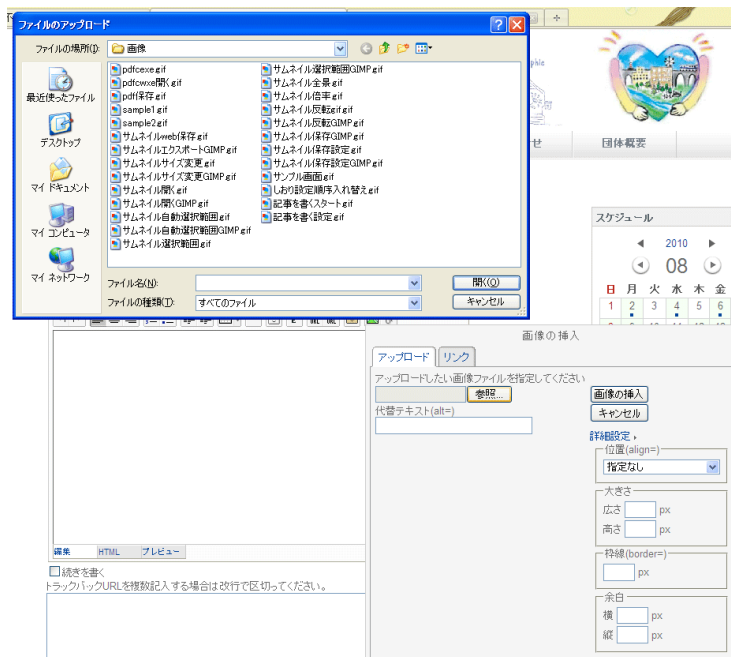 ファイルのアップロード
ファイルの場所(I):
画像
最近使ったファイル
デスクトップ
マイ ドキュメント
マイ コンピュータ
マイ ネットワーク
pdfcexe.gif
pdfcwxe開く.gif
pdf保存.gif
sample1.gif
sample2.gif
サムネイルweb保存.gif
サムネイルエクスポートGIMP.gif
サムネイルサイズ変更.gif
サムネイルサイズ変更GIMP.gif
サムネイル開く.gif
サムネイル開くGIMP.gif
サムネイル自動選択範囲.gif
サムネイル自動選択範囲GIMP.gif
サムネイル選択範囲.gif
サムネイル選択範囲GIMP.gif
サムネイル全景.gif
サムネイル倍率.gif
サムネイル反転gif.gif
サムネイル反転GIMP.gif
サムネイル保存GIMP.gif
サムネイル保存設定.gif
サムネイル保存設定GIMP.gif
サンプル画面.gif
しおり設定順序入れ替え.gif
記事を書くスタート.gif
記事を書く設定.gif
ファイル名(N):
開く(O)
ファイルの種類(T):
すべてのファイル
キャンセル
せ
団体概要
スケジュール
2010
08
日 月 火 水 木 金
1 2 3 4 5 6
画像の挿入
アップロード リンク
アップロードしたい画像ファイルを指定してください
参照...
画像の挿入
代替テキスト(alt=)
キャンセル
詳細設定
位置(align=)
指定なし
大きさ
広さ px
高さ px
枠線(border=)
px
余白
横 px
縦 px
編集 HTML プレビュー
続きを書く
トラックバックURLを複数記入する場合は改行で区切ってください。